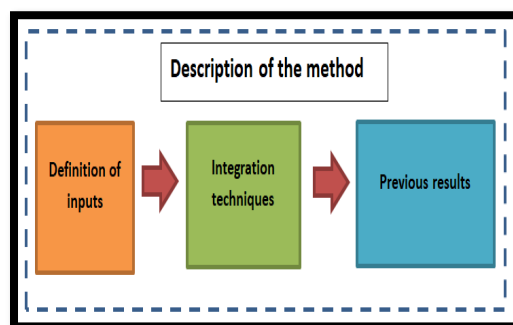 Description of the method
Definition of
inputs
Integration
techniques
Previous results